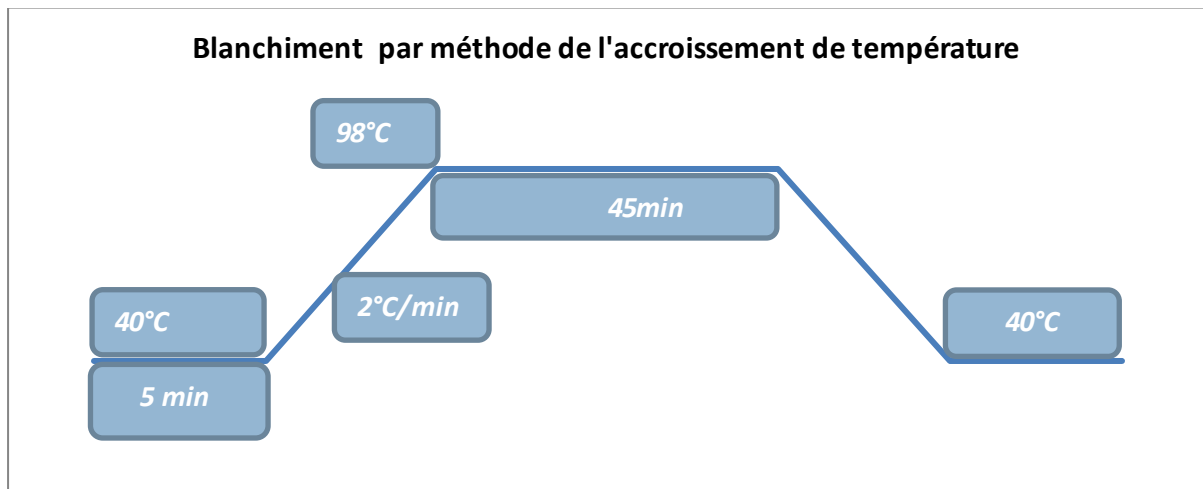 Blanchiment par méthode de l'accroissement de température
98°C
45min
2°C/min
40°C
40°C
5 min